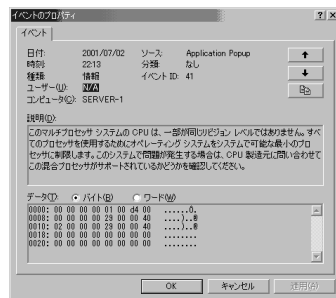 イベントのプロパティ
イベント
日付: 2001/07/02 ソース: Application Popup
時刻: 22:13 分類: なし
種類: 情報 イベント ID: 41
ユーザー(U): N/A
コンピュータ(C): SERVER-1
説明(D):
このマルチプロセッサ システムの CPU は、一部が同じリビジョン レベルではありません。すべ
てのプロセッサを使用するためにオペレーティング システムをシステムで可能な最小のプロ
セッサに制限します。このシステムで問題が発生する場合は、CPU 製造元に問い合わせて
この混合プロセッサがサポートされているかどうかを確認してください。
データ(T): バイト(B) ワード(W)
0000: 00 00 00 00 01 00 d4 00 ......Ô.
0008: 00 00 00 00 29 00 00 40 ....)..@
0010: 02 00 00 00 29 00 00 40 ....)..@
0018: 00 00 00 00 00 00 00 00 ........
0020: 00 00 00 00 00 00 00 00 ........
OK キャンセル 適用(A)